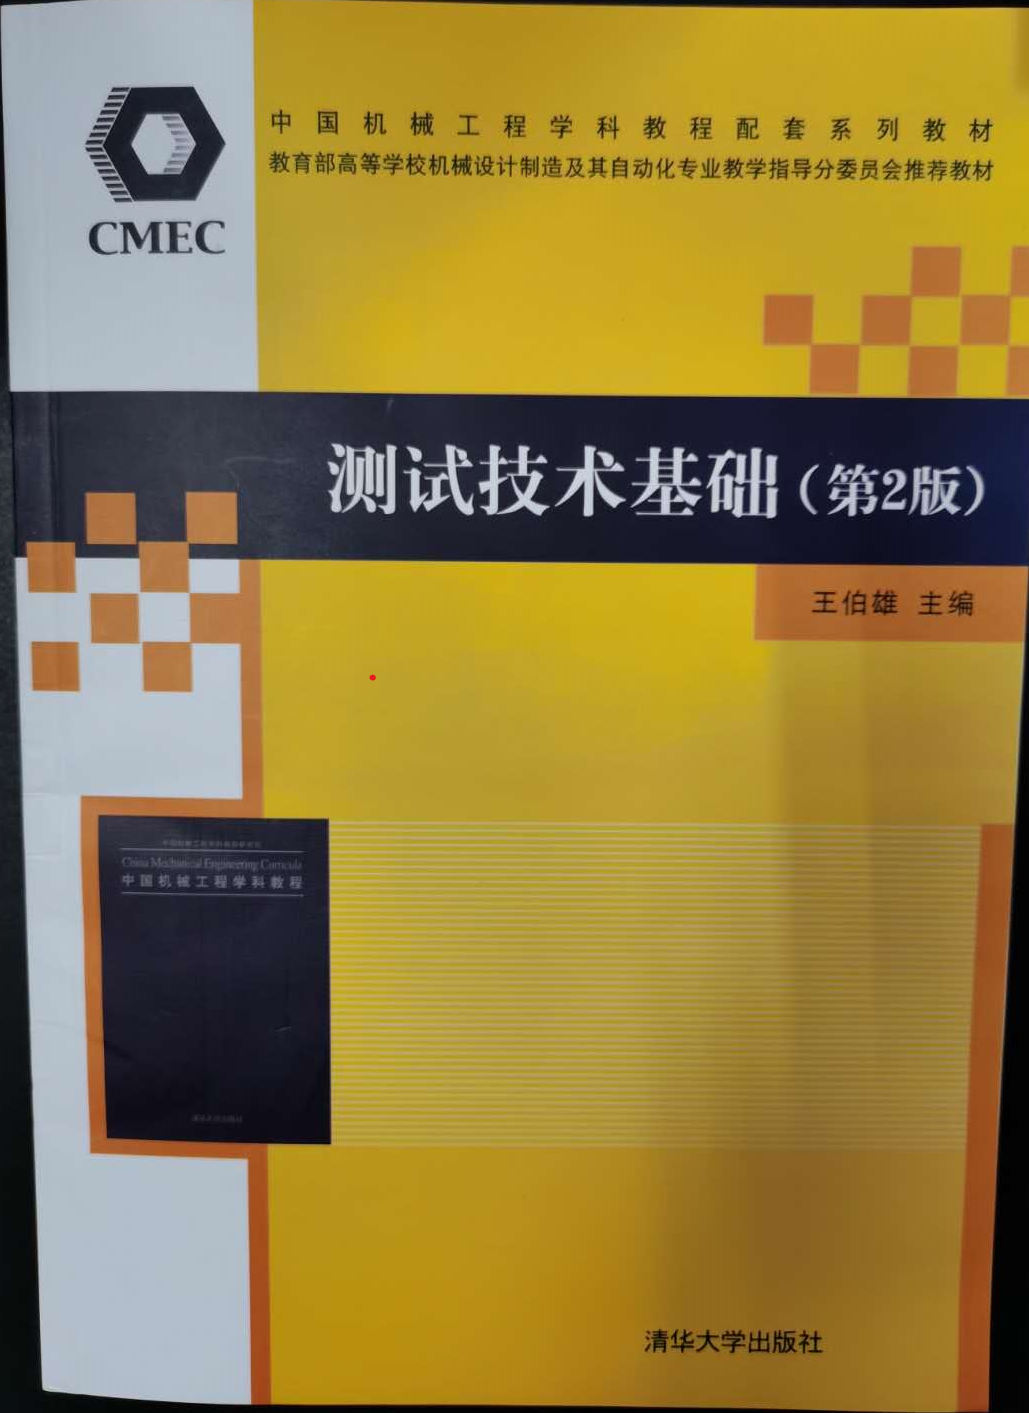 中国机械工程学科教程配套系列教材
教育部高等学校机械设计制造及其自动化专业教学指导分委员会推荐教材
CMEC
测试技术基础(第2版)
王伯雄 主编
China Mechanical Engineering Curricula
中国机械工程学科教程
清华大学出版社